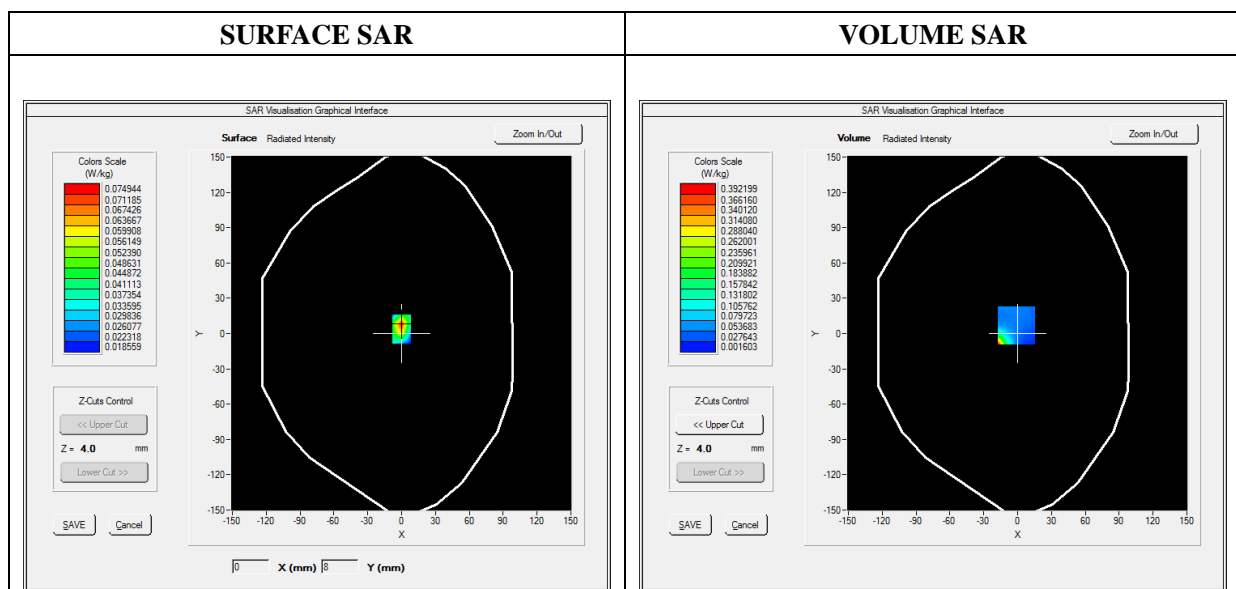 SURFACE SAR
VOLUME SAR
SAR Visualisation Graphical Interface
Surface Radiated Intensity
Zoom In/Out
Colors Scale
(W/kg)
0.074944
0.071185
0.067426
0.063667
0.059908
0.056149
0.052390
0.048631
0.044872
0.041113
0.037354
0.033595
0.029836
0.026077
0.022318
0.018559
Z-Cuts Control
<< Upper Cut
Z = 4.0 mm
Lower Cut >>
SAVE Cancel
150
120
90
60
30
0
-30
-60
-90
-120
-150
Y
-150 -120 -90 -60 -30 0 30 60 90 120 150
X
0 X (mm) 8 Y (mm)
SAR Visualisation Graphical Interface
Volume Radiated Intensity
Zoom In/Out
Colors Scale
(W/kg)
0.392199
0.366160
0.340120
0.314080
0.288040
0.262001
0.235961
0.209921
0.183882
0.157842
0.131802
0.105762
0.079723
0.053683
0.027643
0.001603
Z-Cuts Control
<< Upper Cut
Z = 4.0 mm
Lower Cut >>
SAVE Cancel
150
120
90
60
30
0
-30
-60
-90
-120
-150
Y
-150 -120 -90 -60 -30 0 30 60 90 120 150
X